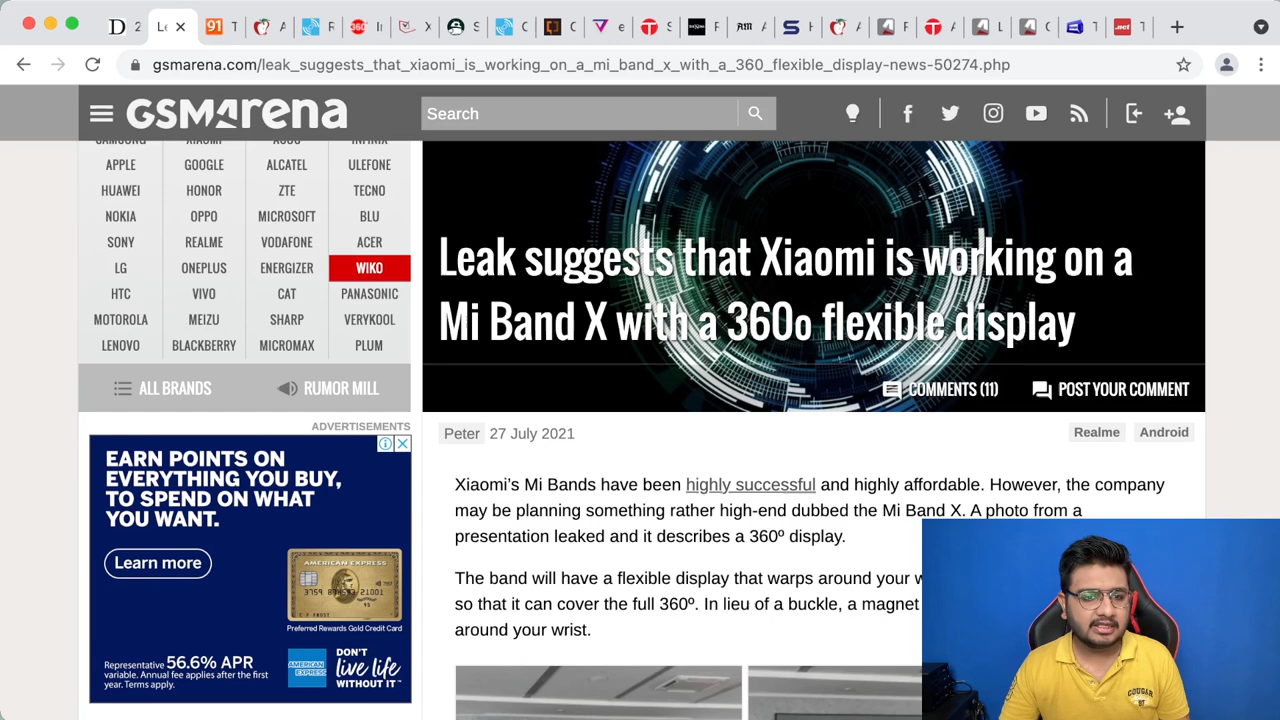 gsmarena.com/leak_suggests_that_xiaomi_is_working_on_a_mi_band_x_with_a_360_flexible_display-news-50274.php
GSMArena
Search
APPLE GOOGLE ALCATEL ULEFONE
HUAWEI HONOR ZTE TECNO
NOKIA OPPO MICROSOFT BLU
SONY REALME VODAFONE ACER
LG ONEPLUS ENERGIZER WIKO
HTC VIVO CAT PANASONIC
MOTOROLA MEIZU SHARP VERYKOOL
LENOVO BLACKBERRY MICROMAX PLUM
ALL BRANDS RUMOR MILL
ADVERTISEMENTS
EARN POINTS ON
EVERYTHING YOU BUY,
TO SPEND ON WHAT
YOU WANT.
Learn more
AMERICAN EXPRESS
Preferred Rewards Gold Credit Card
Representative 56.6% APR
variable. Annual fee applies after the first
year. Terms apply.
AMERICAN EXPRESS
DON'T
live life
WITHOUT IT
Leak suggests that Xiaomi is working on a
Mi Band X with a 360o flexible display
COMMENTS (11) POST YOUR COMMENT
Peter 27 July 2021 Realme Android
Xiaomi's Mi Bands have been highly successful and highly affordable. However, the company
may be planning something rather high-end dubbed the Mi Band X. A photo from a
presentation leaked and it describes a 360º display.
The band will have a flexible display that warps around your
so that it can cover the full 360º. In lieu of a buckle, a magnet
around your wrist.
COUGAR